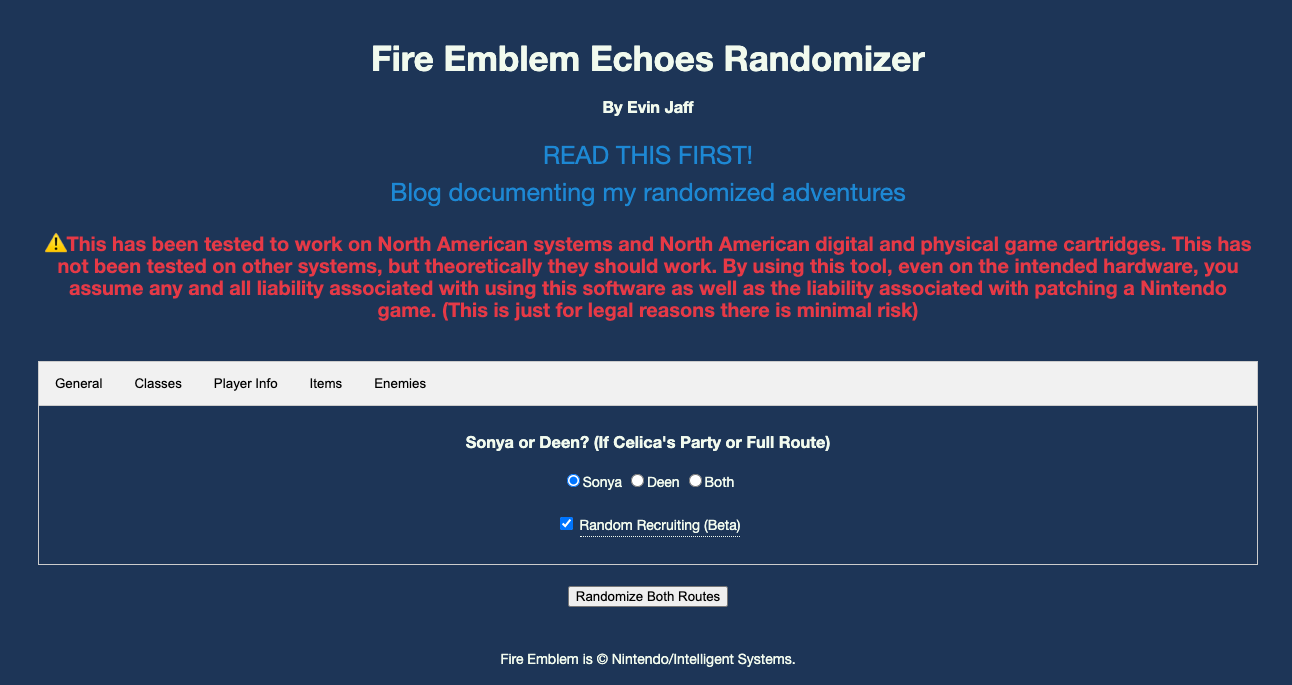 Fire Emblem Echoes Randomizer
By Evin Jaff
READ THIS FIRST!
Blog documenting my randomized adventures
⚠️This has been tested to work on North American systems and North American digital and physical game cartridges. This has
not been tested on other systems, but theoretically they should work. By using this tool, even on the intended hardware, you
assume any and all liability associated with using this software as well as the liability associated with patching a Nintendo
game. (This is just for legal reasons there is minimal risk)
General Classes Player Info Items Enemies
Sonya or Deen? (If Celica's Party or Full Route)
Sonya Deen Both
Random Recruiting (Beta)
Randomize Both Routes
Fire Emblem is © Nintendo/Intelligent Systems.